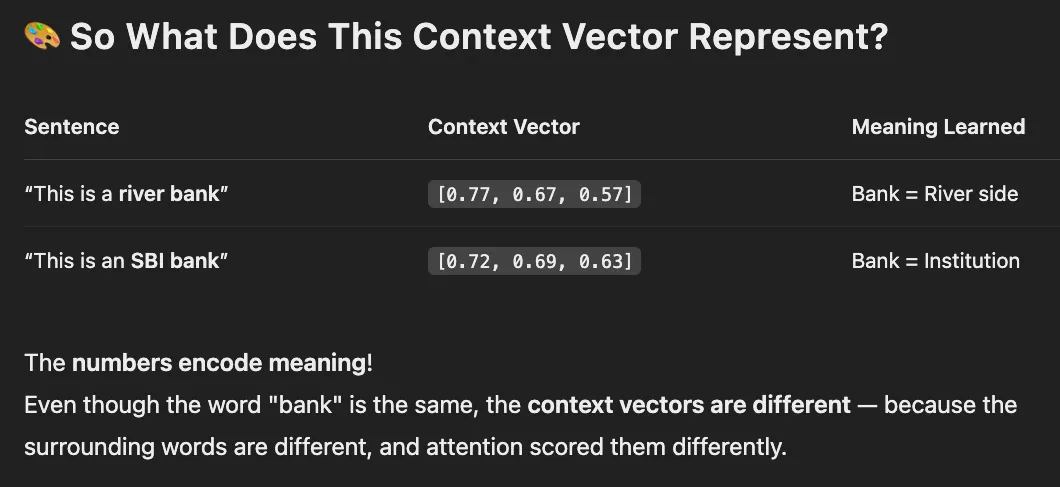 🎨 So What Does This Context Vector Represent?
Sentence Context Vector Meaning Learned
“This is a river bank” [0.77, 0.67, 0.57] Bank = River side
“This is an SBI bank” [0.72, 0.69, 0.63] Bank = Institution
The numbers encode meaning!
Even though the word "bank" is the same, the context vectors are different — because the
surrounding words are different, and attention scored them differently.